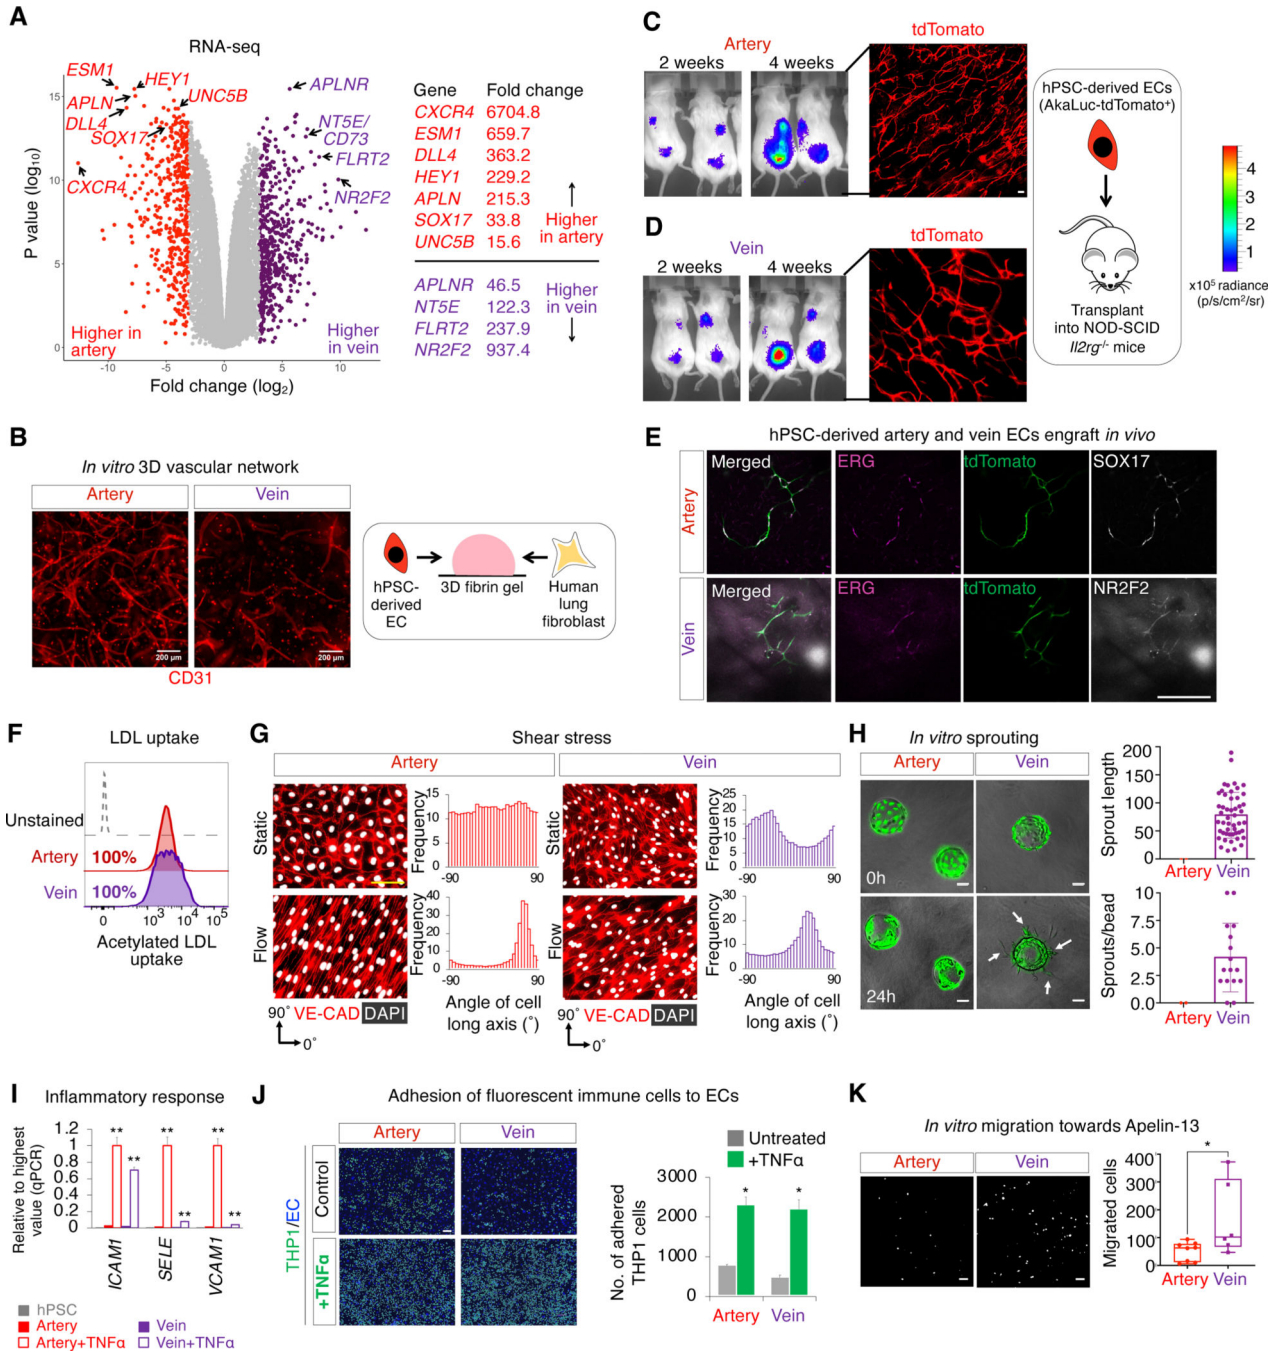 A
RNA-seq
ESM1
HEY1
APLN
UNC5B
DLL4
SOX17
CXCR4
APLNR
NT5E/
CD73
FLRT2
NR2F2
P value (log10)
15
10
5
0
Higher in
artery
Higher
in vein
-10 -5 0 5 10
Fold change (log2)
Gene Fold change
CXCR4 6704.8
ESM1 659.7
DLL4 363.2
HEY1 229.2
APLN 215.3
SOX17 33.8
UNC5B 15.6
Higher
in artery
APLNR 46.5
NT5E 122.3
FLRT2 237.9
NR2F2 937.4
Higher
in vein
B
In vitro 3D vascular network
Artery Vein
200 µm 200 µm
CD31
hPSC-
derived
EC
3D fibrin gel
Human
lung
fibroblast
C
Artery
2 weeks 4 weeks
tdTomato
D
Vein
2 weeks 4 weeks
tdTomato
hPSC-derived ECs
(AkaLuc-tdTomato+)
Transplant
into NOD-SCID
Il2rg-/- mice
4
3
2
1
x10⁵ radiance
(p/s/cm²/sr)
E
hPSC-derived artery and vein ECs engraft in vivo
Artery
Merged ERG tdTomato SOX17
Vein
Merged ERG tdTomato NR2F2
F
LDL uptake
Unstained
Artery 100%
Vein 100%
0 10³ 10⁴ 10⁵
Acetylated LDL
uptake
G
Shear stress
Artery Vein
Static
Flow
Frequency
15
10
5
0
-90 90
Frequency
40
30
20
10
0
-90 90
Angle of cell
long axis (˚)
90˚ VE-CAD DAPI
0˚
Static
Flow
Frequency
25
20
15
10
5
0
-90 90
Frequency
30
20
10
0
-90 90
Angle of cell
long axis (˚)
90˚ VE-CAD DAPI
0˚
H
In vitro sprouting
Artery Vein
0h
24h
Sprout length
200
150
100
50
0
Artery Vein
Sprouts/bead
10
7.5
5.0
2.5
0.0
Artery Vein
I
Inflammatory response
Relative to highest
value (qPCR)
1.2
1
0.8
0.6
0.4
0.2
0
** ** ** ** ** **
ICAM1
SELE
VCAM1
hPSC
Artery Vein
Artery+TNFα Vein+TNFα
J
Adhesion of fluorescent immune cells to ECs
Artery Vein
THP1/EC
Control
+TNFα
Untreated
+TNFα
No. of adhered
THP1 cells
3000
2000
1000
0
* *
Artery Vein
K
In vitro migration towards Apelin-13
Artery Vein
Migrated cells
400
300
200
100
0
*
Artery Vein